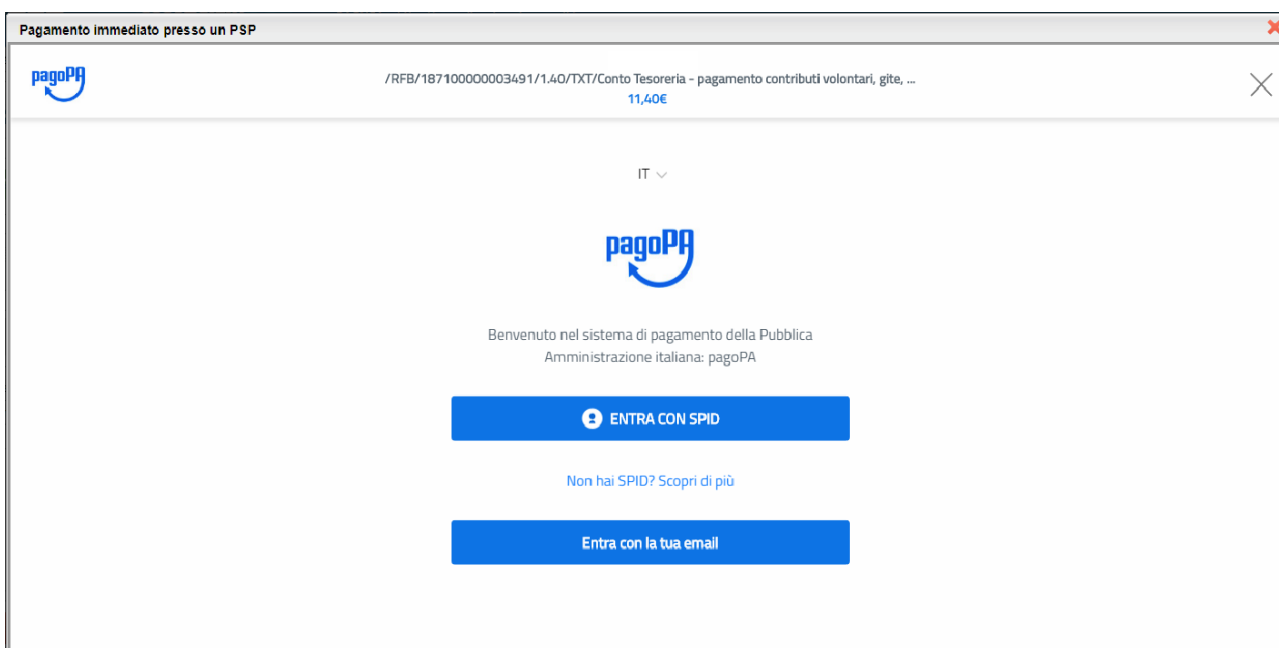 Pagamento immediato presso un PSP
pagoPA
/RFB/187100000003491/1.40/TXT/Conto Tesoreria - pagamento contributi volontari, gite, ...
11,40€
IT
pagoPA
Benvenuto nel sistema di pagamento della Pubblica
Amministrazione italiana: pagoPA
ENTRA CON SPID
Non hai SPID? Scopri di più
Entra con la tua email